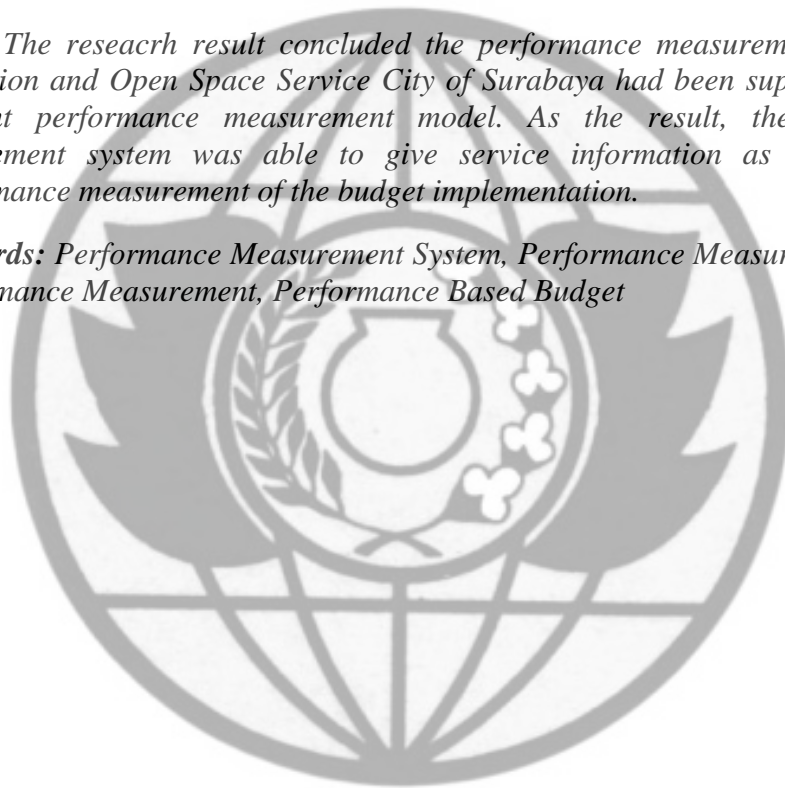 The reseacrh result concluded the performance measurem
ion and Open Space Service City of Surabaya had been sup
t performance measurement model. As the result, the
ement system was able to give service information as
mance measurement of the budget implementation.
rds: Performance Measurement System, Performance Measur
mance Measurement, Performance Based Budget